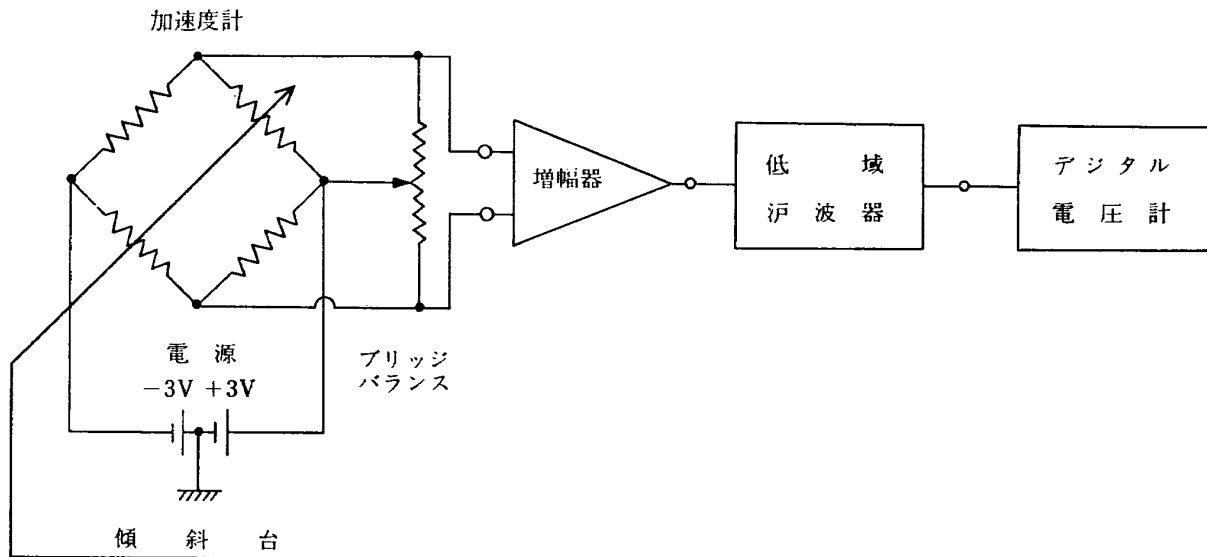 加速度計
増幅器
低域
沪波器
デジタル
電圧計
電源
−3V +3V
ブリッジ
バランス
傾斜台